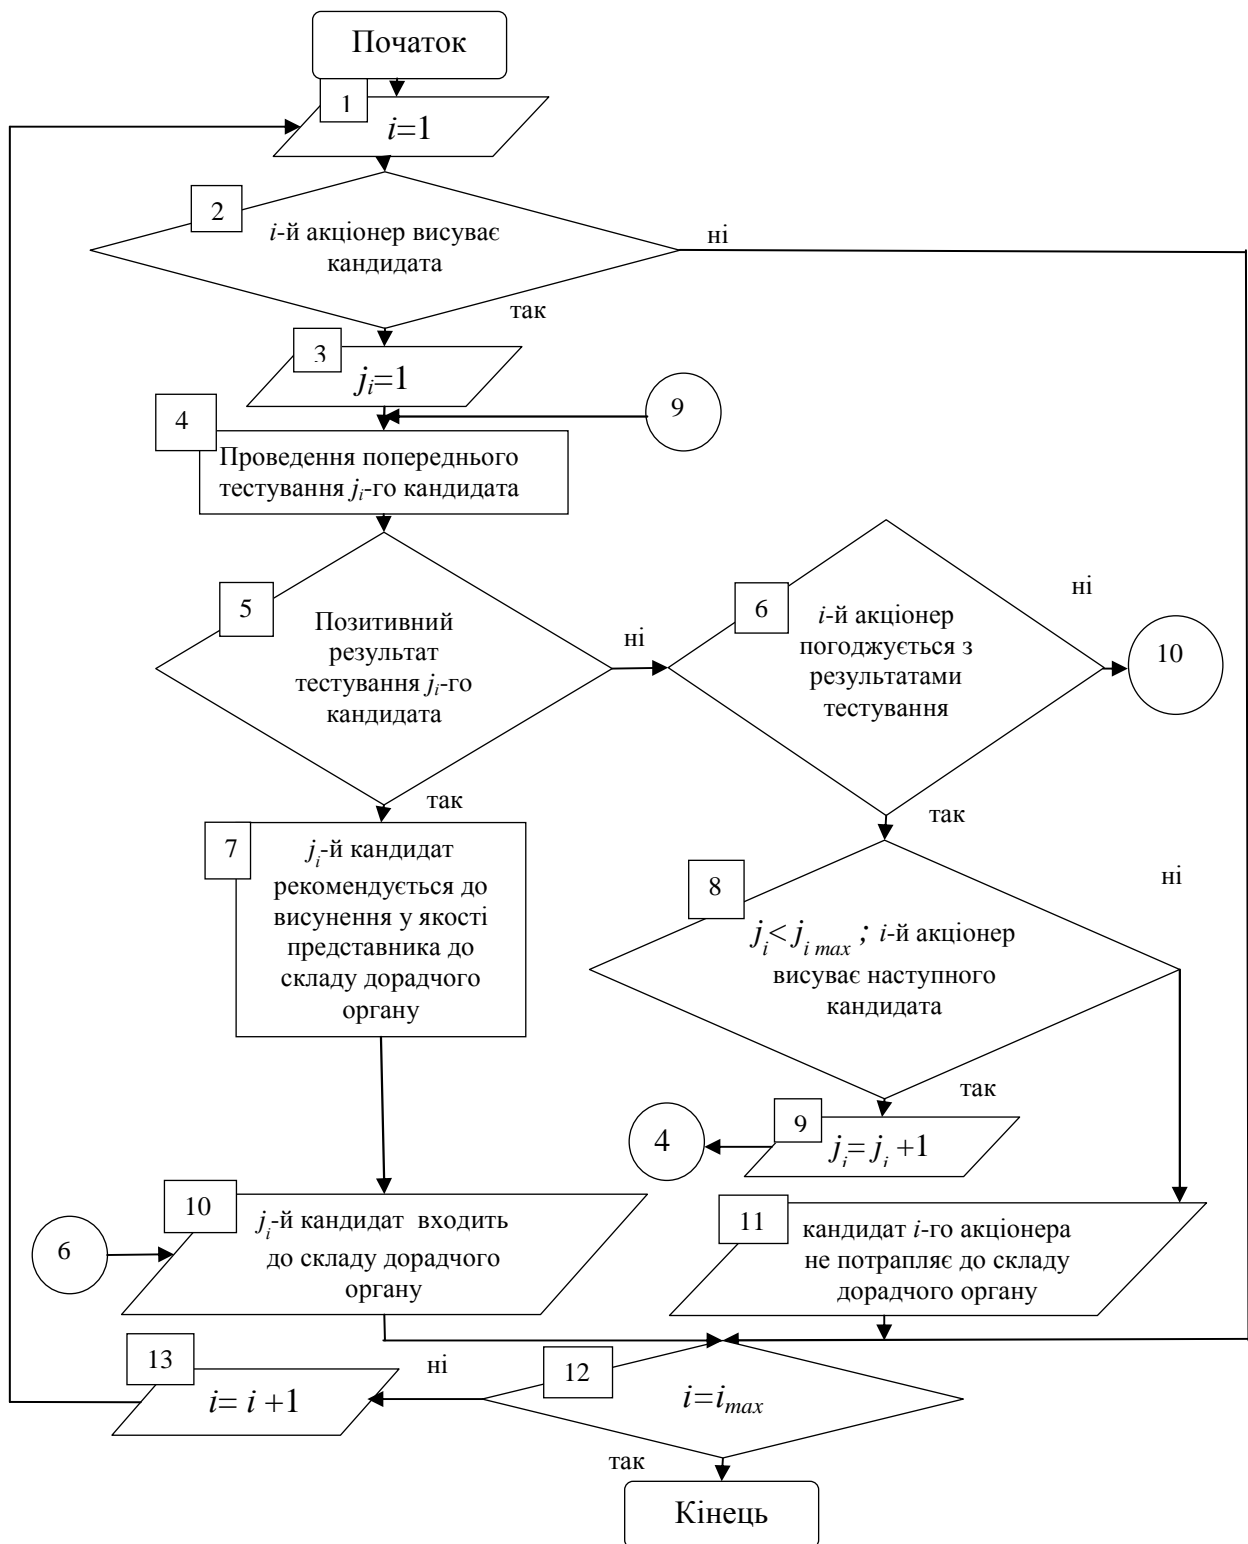 Початок
1
i=1
2
i-й акціонер висуває
кандидата
ні
так
3
jᵢ=1
9
4
Проведення попереднього
тестування jᵢ-го кандидата
5
Позитивний
результат
тестування jᵢ-го
кандидата
ні
так
6
i-й акціонер
погоджується з
результатами
тестування
ні
10
так
7
jᵢ-й кандидат
рекомендується до
висунення у якості
представника до
складу дорадчого
органу
8
jᵢ< jᵢ max ; i-й акціонер
висуває наступного
кандидата
ні
так
4
9
jᵢ= jᵢ +1
10
jᵢ-й кандидат входить
до складу дорадчого
органу
6
11
кандидат i-го акціонера
не потрапляє до складу
дорадчого органу
13
i= i +1
ні
12
i=imax
так
Кінець